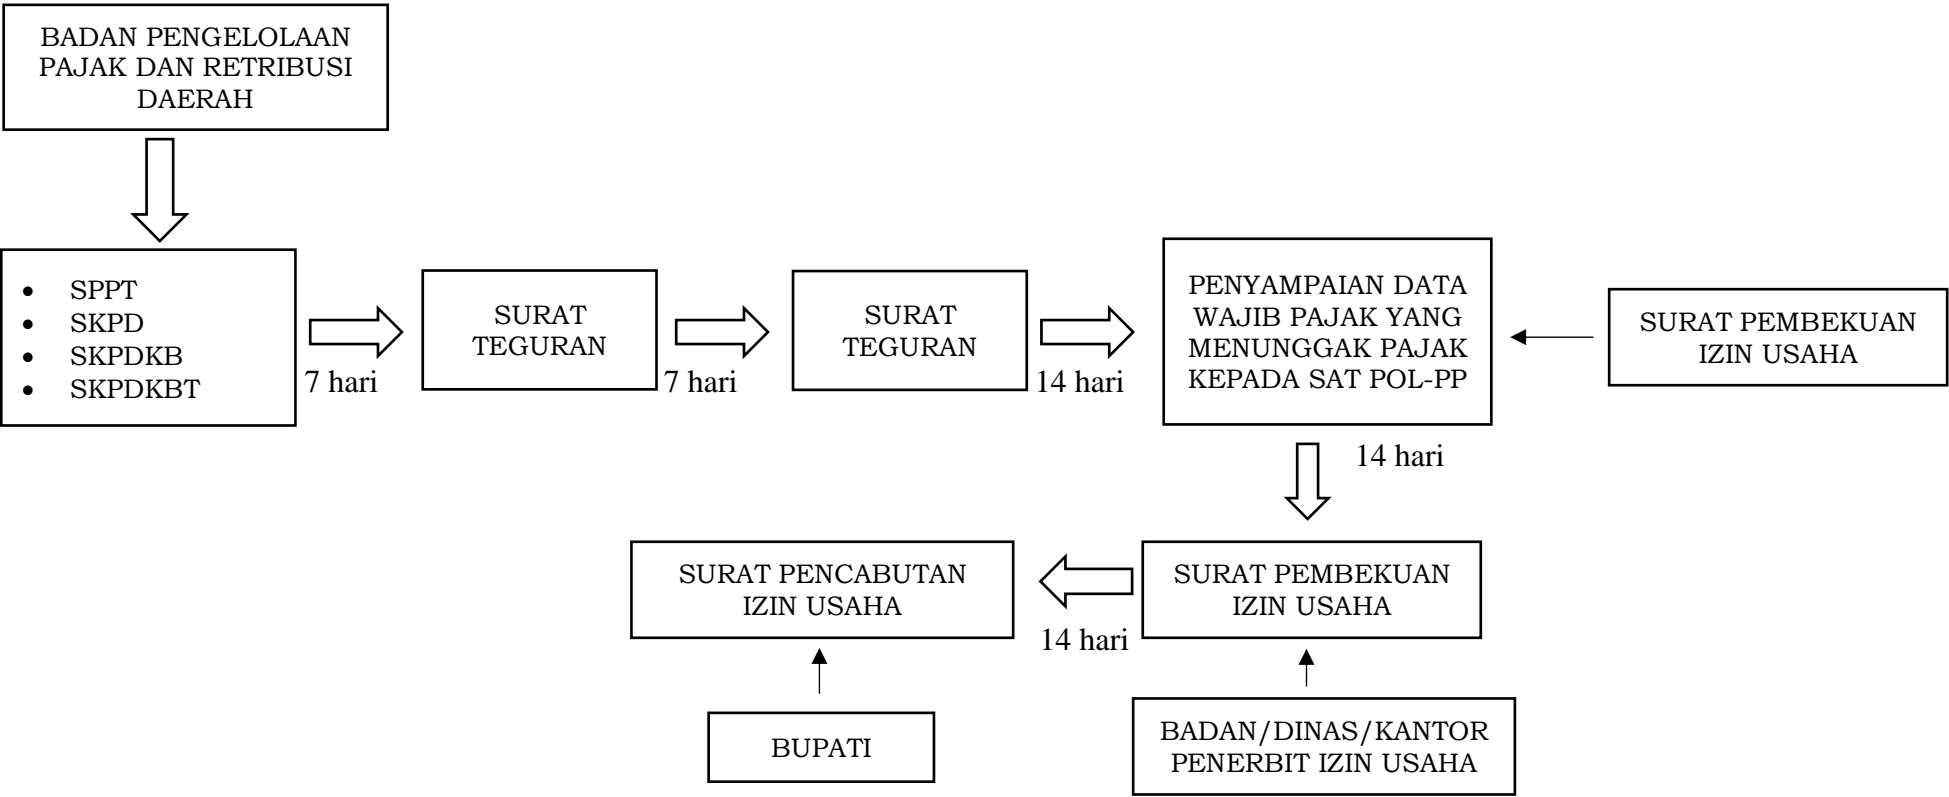 BADAN PENGELOLAAN
PAJAK DAN RETRIBUSI
DAERAH
• SPPT
• SKPD
• SKPDKB
• SKPDKBT
7 hari
SURAT
TEGURAN
7 hari
SURAT
TEGURAN
14 hari
PENYAMPAIAN DATA
WAJIB PAJAK YANG
MENUNGGAK PAJAK
KEPADA SAT POL-PP
SURAT PEMBEKUAN
IZIN USAHA
14 hari
SURAT PENCABUTAN
IZIN USAHA
14 hari
SURAT PEMBEKUAN
IZIN USAHA
BUPATI
BADAN/DINAS/KANTOR
PENERBIT IZIN USAHA